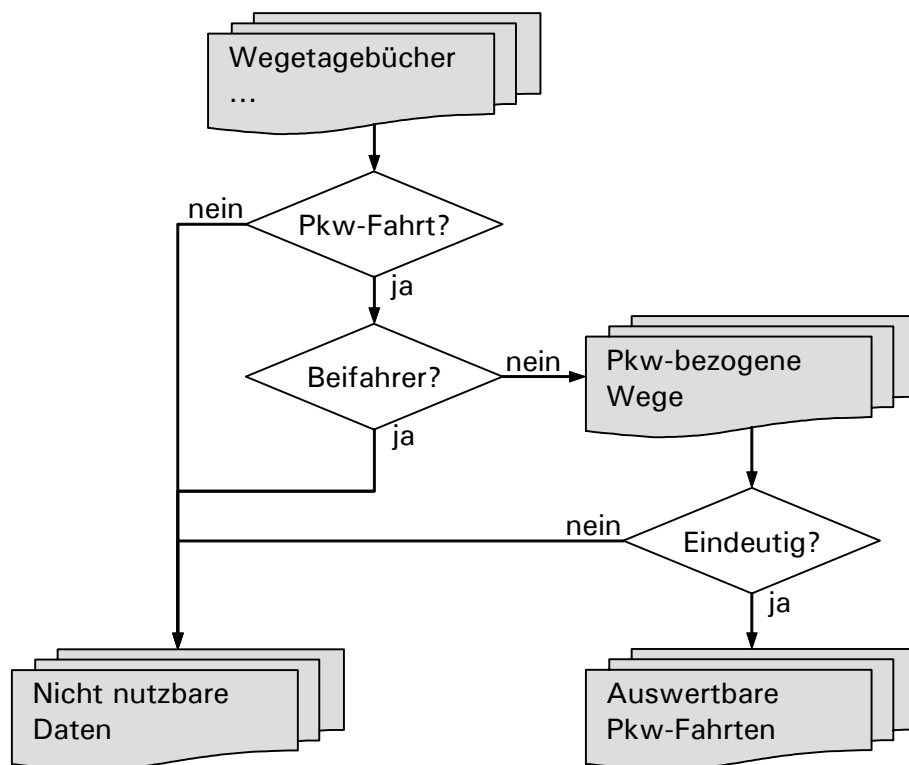 Wegetagebücher
...
nein
Pkw-Fahrt?
ja
Beifahrer?
nein
Pkw-bezogene
Wege
ja
nein
Eindeutig?
ja
Nicht nutzbare
Daten
Auswertbare
Pkw-Fahrten